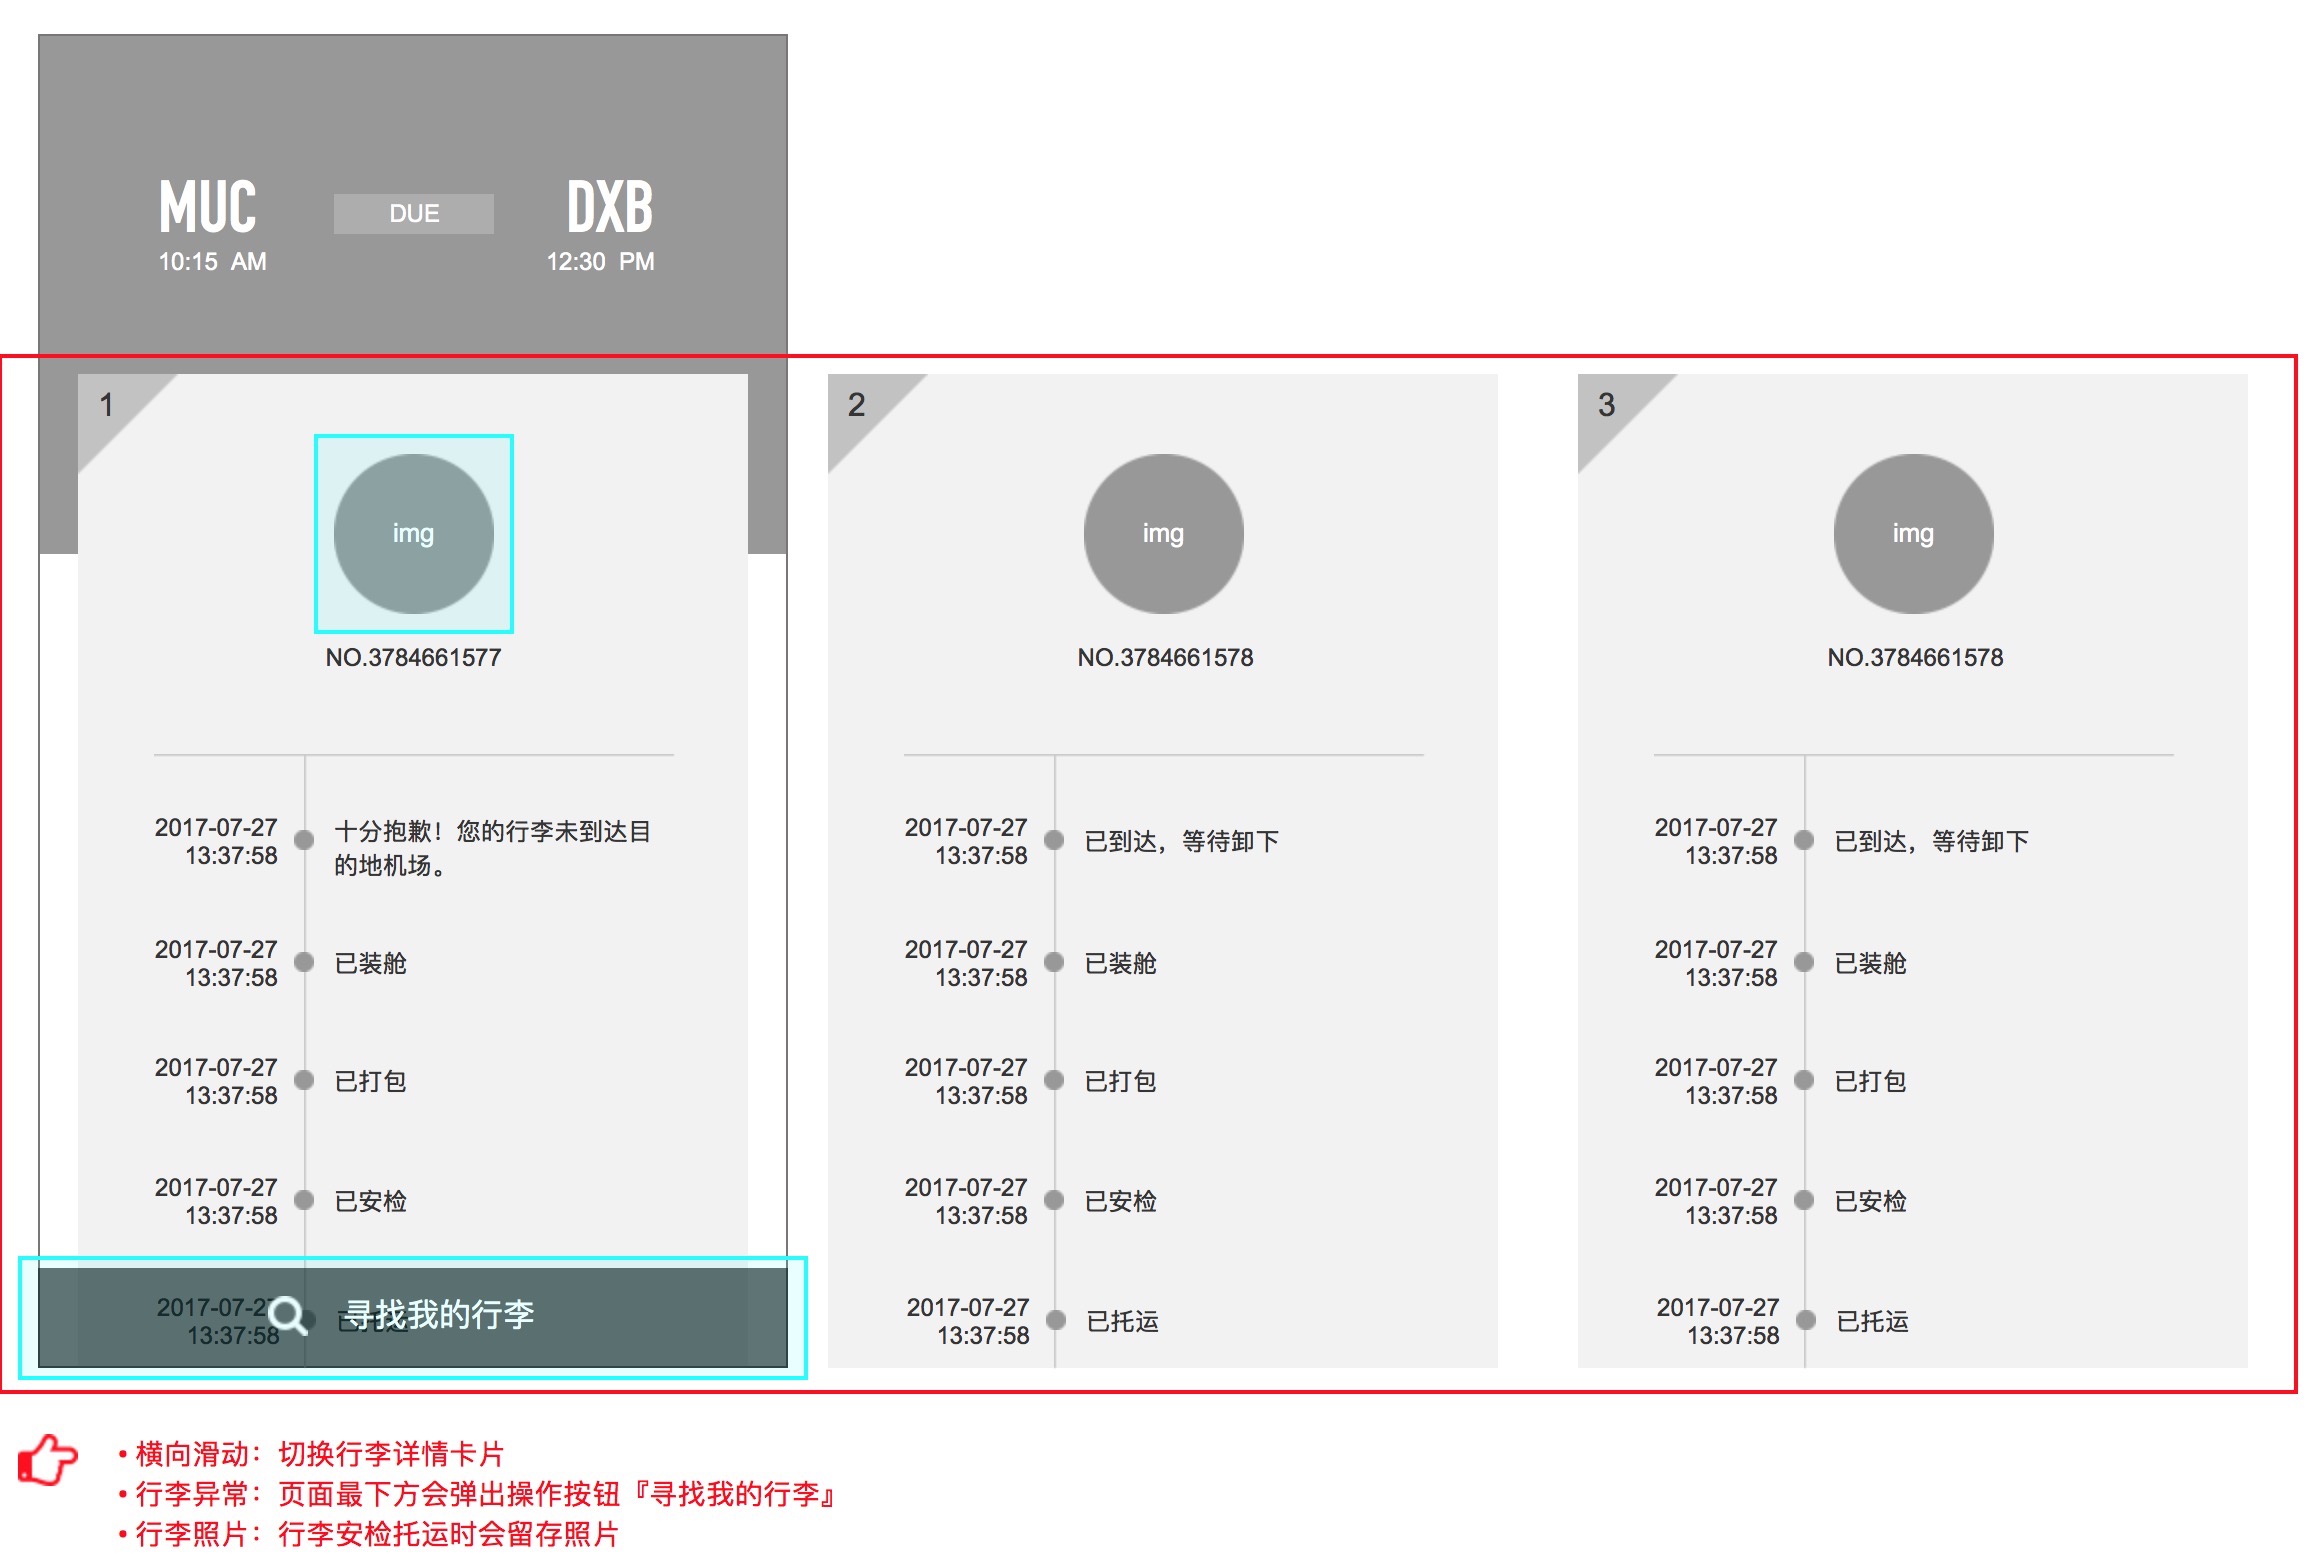 MUC
DUE
DXB
10:15 AM
12:30 PM
1
img
NO.3784661577
2017-07-27
13:37:58
十分抱歉！您的行李未到达目
的地机场。
2017-07-27
13:37:58
已装舱
2017-07-27
13:37:58
已打包
2017-07-27
13:37:58
已安检
2017-07-27
13:37:58
已托运
寻找我的行李
2
img
NO.3784661578
2017-07-27
13:37:58
已到达，等待卸下
2017-07-27
13:37:58
已装舱
2017-07-27
13:37:58
已打包
2017-07-27
13:37:58
已安检
2017-07-27
13:37:58
已托运
3
img
NO.3784661578
2017-07-27
13:37:58
已到达，等待卸下
2017-07-27
13:37:58
已装舱
2017-07-27
13:37:58
已打包
2017-07-27
13:37:58
已安检
2017-07-27
13:37:58
已托运
• 横向滑动：切换行李详情卡片
• 行李异常：页面最下方会弹出操作按钮『寻找我的行李』
• 行李照片：行李安检托运时会留存照片